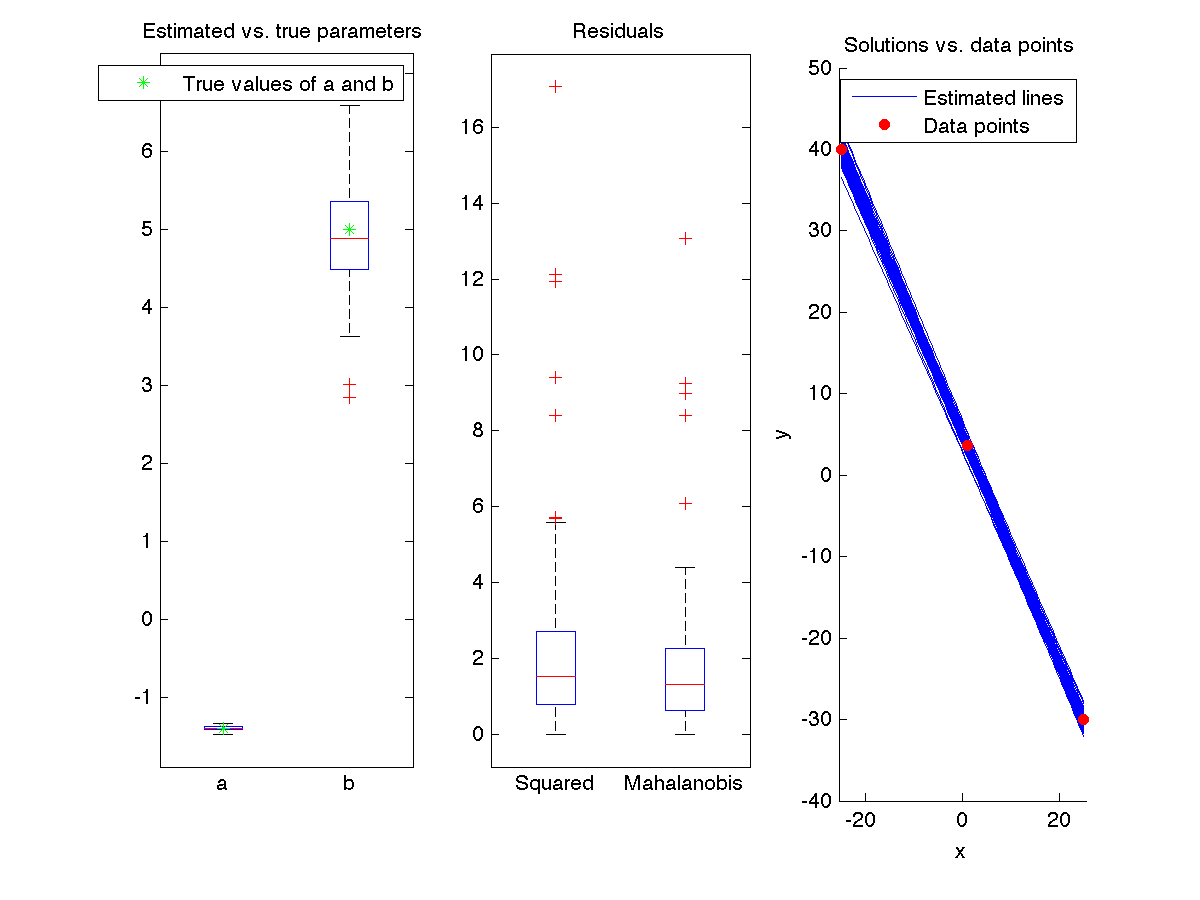 Estimated vs. true parameters
True values of a and b
6
5
4
3
2
1
0
-1
a b
Residuals
16
14
12
10
8
6
4
2
0
Squared Mahalanobis
Solutions vs. data points
Estimated lines
Data points
50
40
30
20
10
0
-10
-20
-30
-40
y
-20 0 20
x